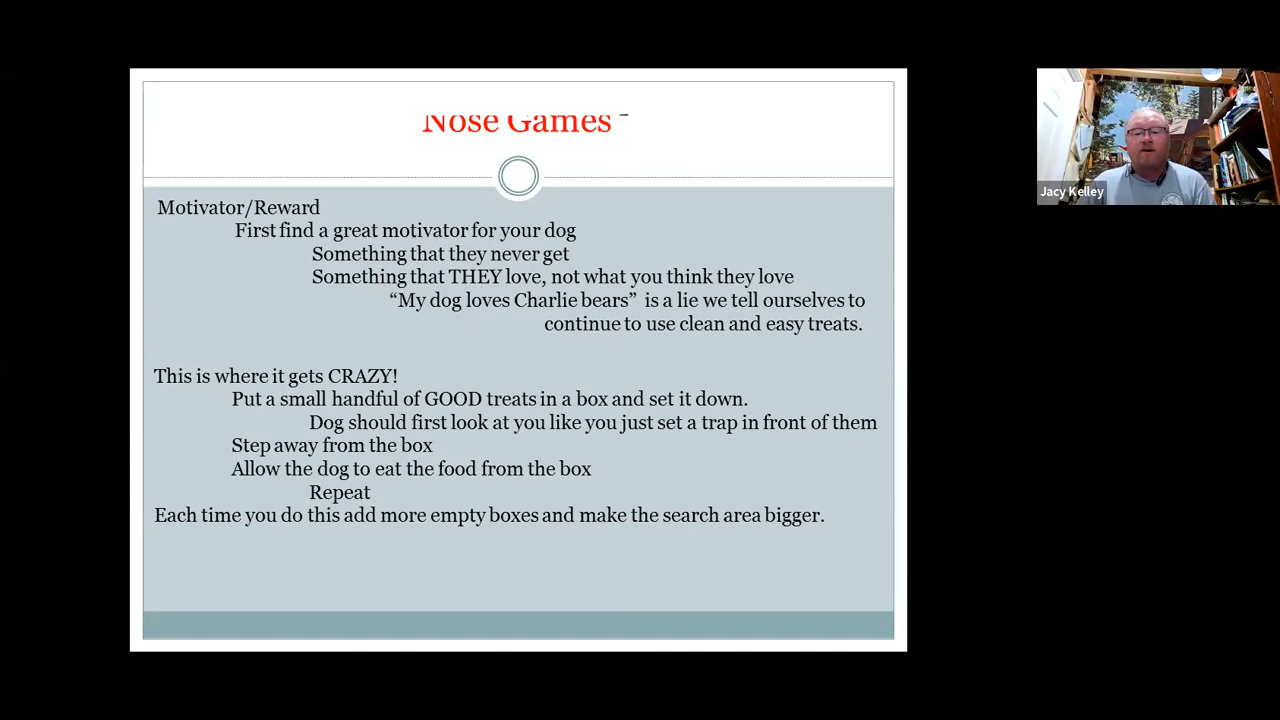 Nose Games
Motivator/Reward
First find a great motivator for your dog
Something that they never get
Something that THEY love, not what you think they love
“My dog loves Charlie bears” is a lie we tell ourselves to
continue to use clean and easy treats.
This is where it gets CRAZY!
Put a small handful of GOOD treats in a box and set it down.
Dog should first look at you like you just set a trap in front of them
Step away from the box
Allow the dog to eat the food from the box
Repeat
Each time you do this add more empty boxes and make the search area bigger.
Jacy Kelley